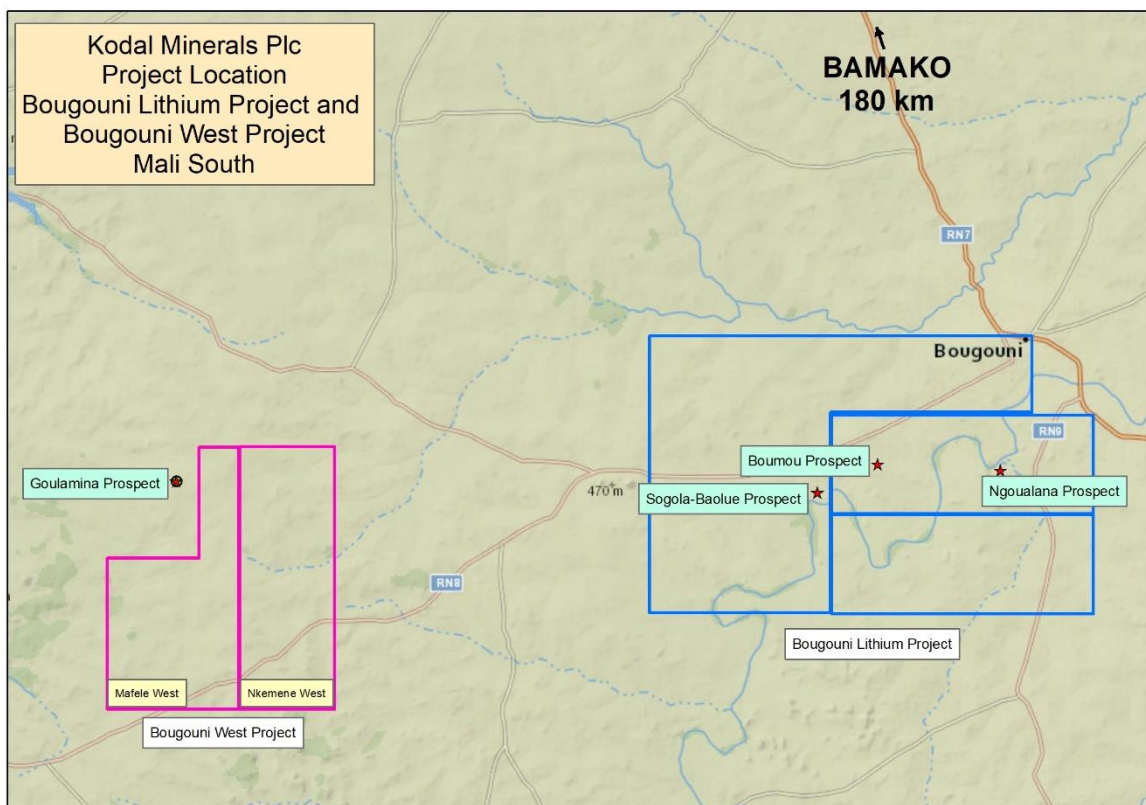 Kodal Minerals Plc
Project Location
Bougouni Lithium Project and
Bougouni West Project
Mali South
BAMAKO
180 km
RN7
Bougouni
RN9
Boumou Prospect
Goulamina Prospect
Ngoualana Prospect
Sogola-Baolue Prospect
470 m
RN8
Bougouni Lithium Project
Mafele West
Nkemene West
Bougouni West Project